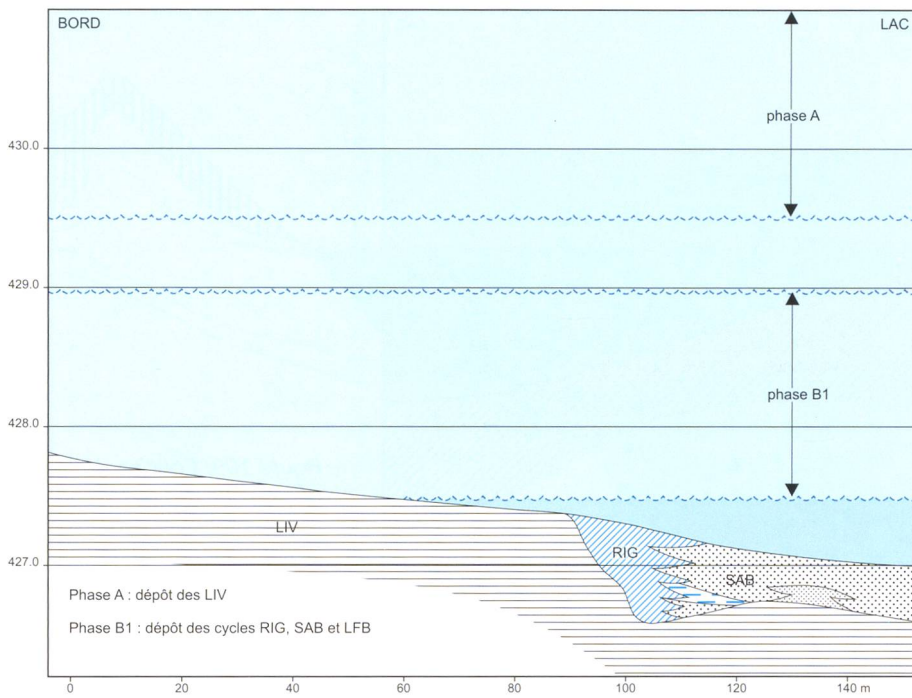 BORD
LAC
phase A
430.0
429.0
phase B1
428.0
LIV
RIG
427.0
SAB
Phase A : dépôt des LIV
Phase B1 : dépôt des cycles RIG, SAB et LFB
0 20 40 60 80 100 120 140 m